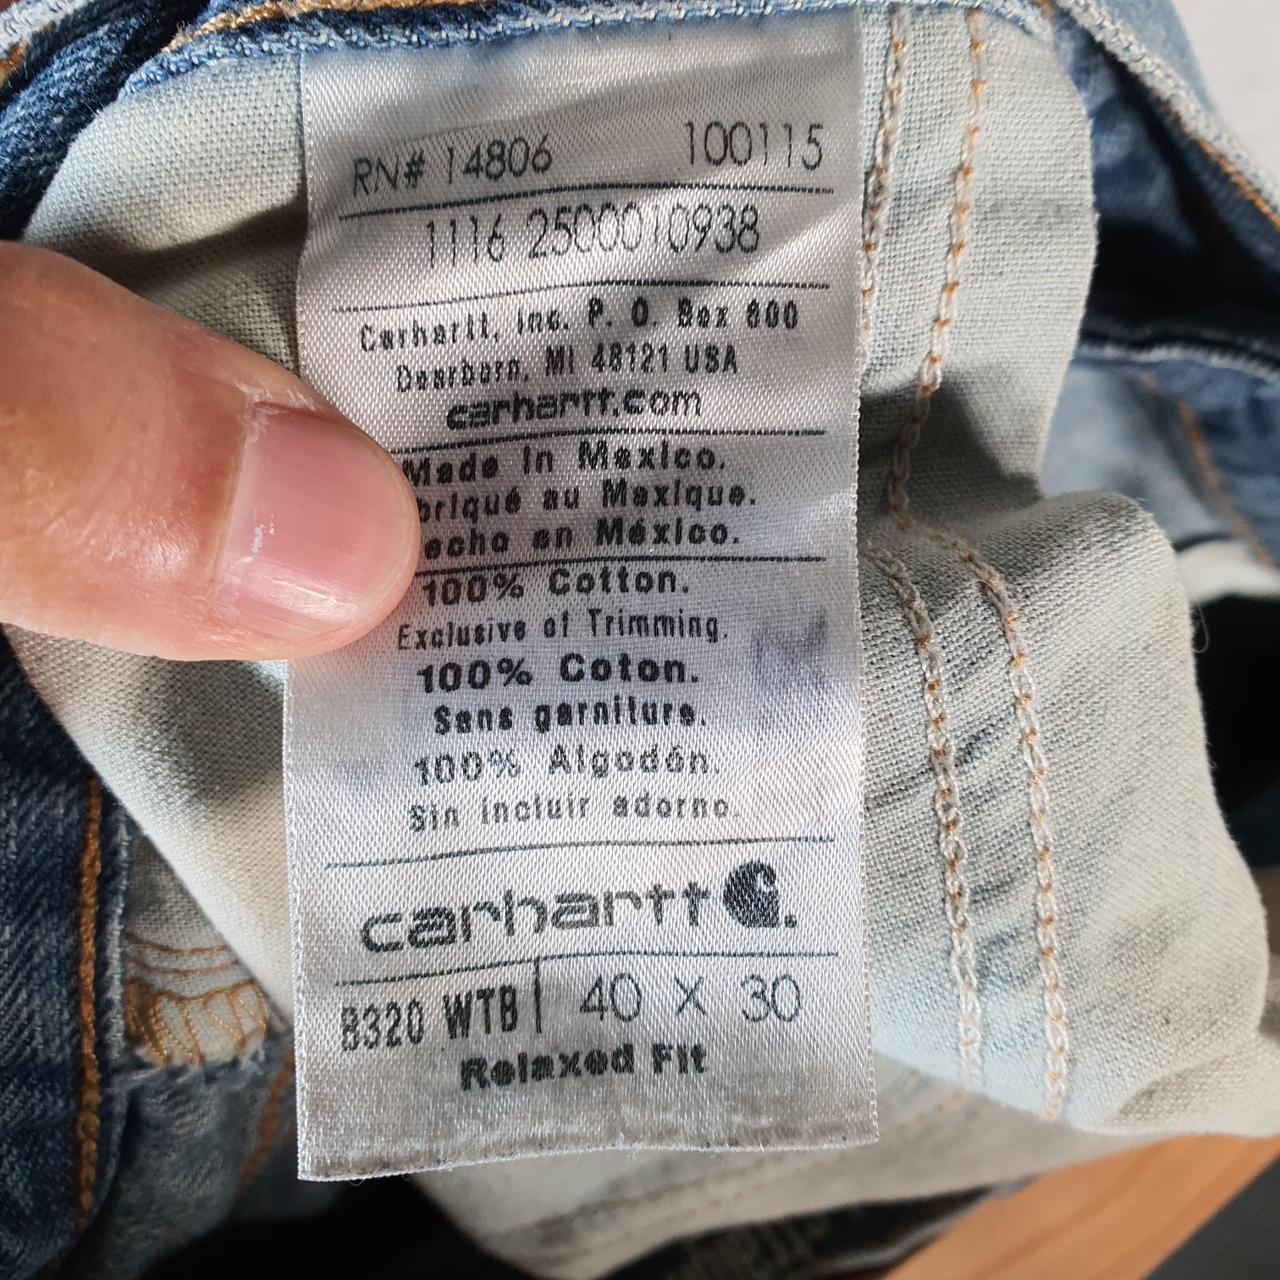 RN# 14806 100115
1116 2500010938
Carhartt, Inc. P. O. Box 600
Dearborn, MI 48121 USA
carhartt.com
Made in Mexico.
briqué au Mexique.
echo en México.
100% Cotton.
Exclusive of Trimming.
100% Coton.
Sans garniture.
100% Algodón.
Sin incluir adorno.
carhartt.
B320 WTB | 40 X 30
Relaxed Fit